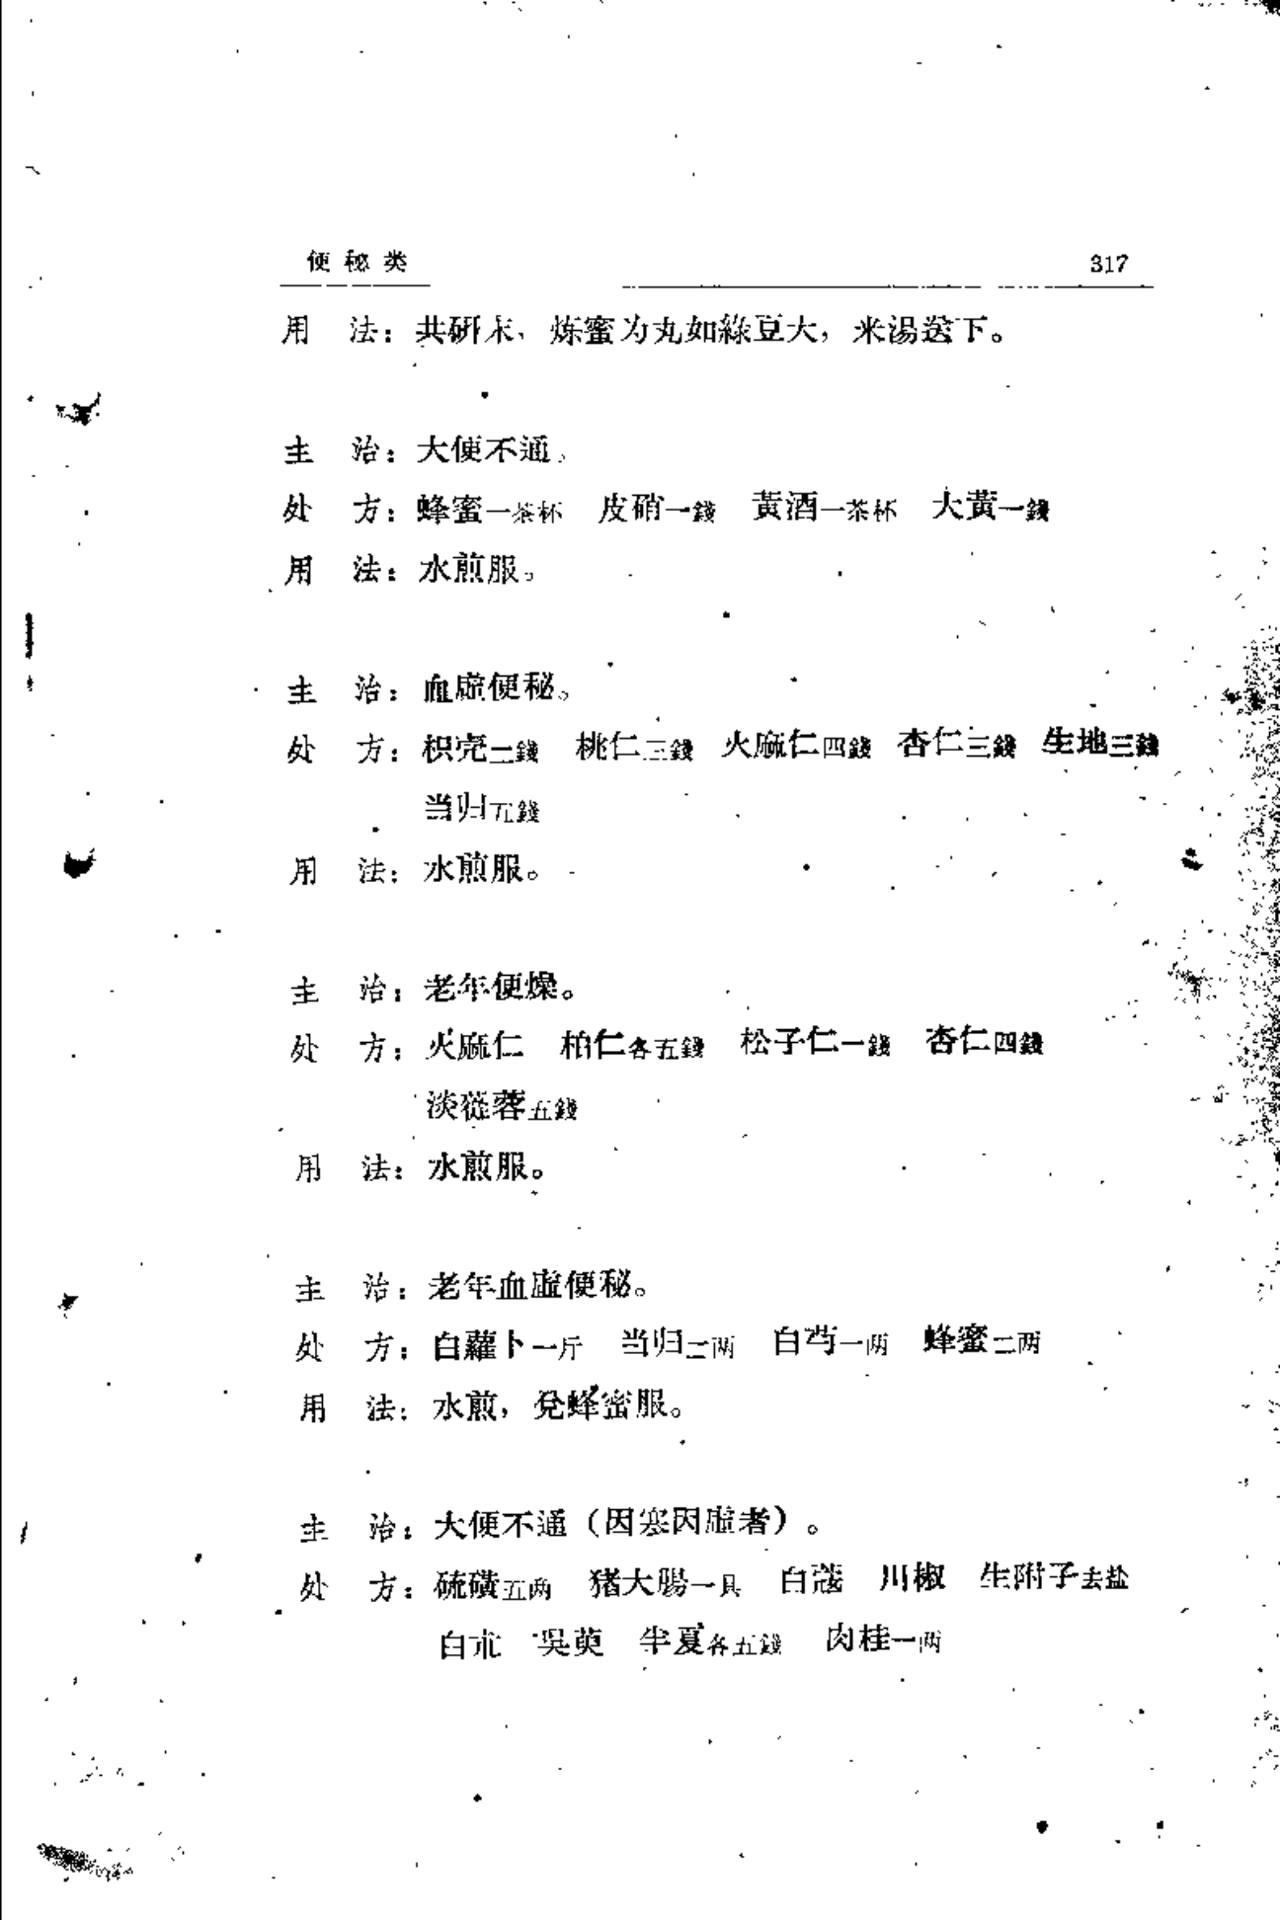 便秘类 317
用　法：共研末，炼蜜为丸如綠豆大，米湯送下。
主　治：大便不通。
处　方：蜂蜜一茶杯　皮硝一錢　黃酒一茶杯　大黃一錢
用　法：水煎服。
主　治：血虛便秘。
处　方：枳壳二錢　桃仁三錢　火麻仁四錢　杏仁三錢　生地三錢
当归五錢
用　法：水煎服。
主　治：老年便燥。
处　方：火麻仁　柏仁各五錢　松子仁一錢　杏仁四錢
淡蓯蓉五錢
用　法：水煎服。
主　治：老年血虛便秘。
处　方：白蘿卜一斤　当归二两　白芍一两　蜂蜜二两
用　法：水煎，兌蜂蜜服。
主　治：大便不通（因寒因虛者）。
处　方：硫磺五两　猪大腸一具　白蔻　川椒　生附子去盐
白朮　吳萸　半夏各五錢　肉桂一两